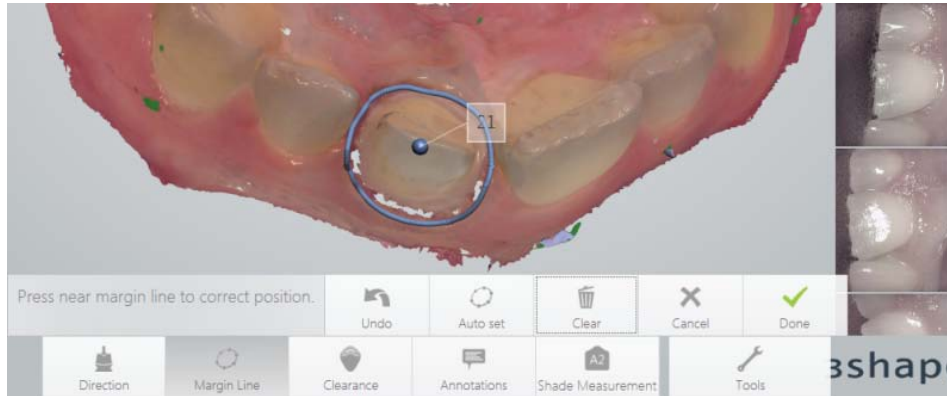 21
Press near margin line to correct position.
Undo
Auto set
Clear
Cancel
Done
Direction
Margin Line
Clearance
Annotations
A2
Shade Measurement
Tools
3shape